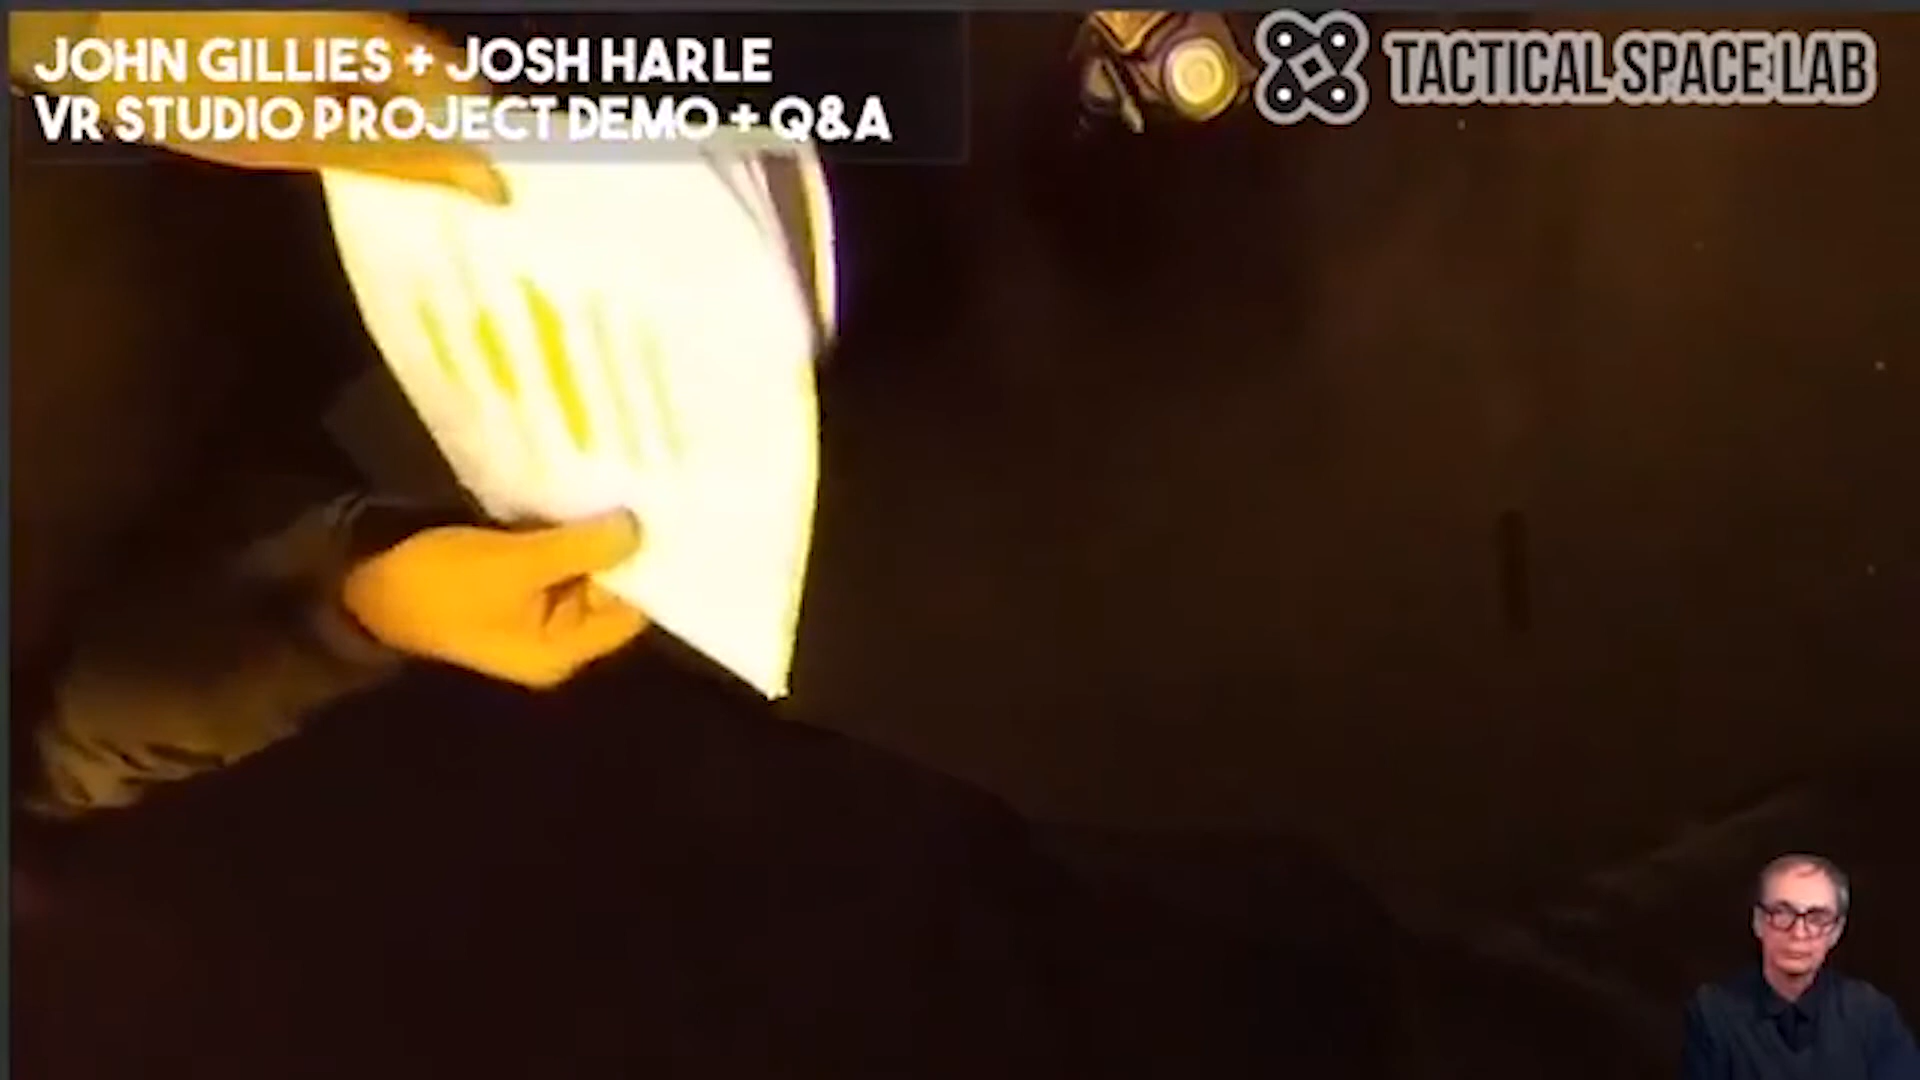 JOHN GILLIES + JOSH HARLE
VR STUDIO PROJECT DEMO + Q&A
TACTICAL SPACE LAB